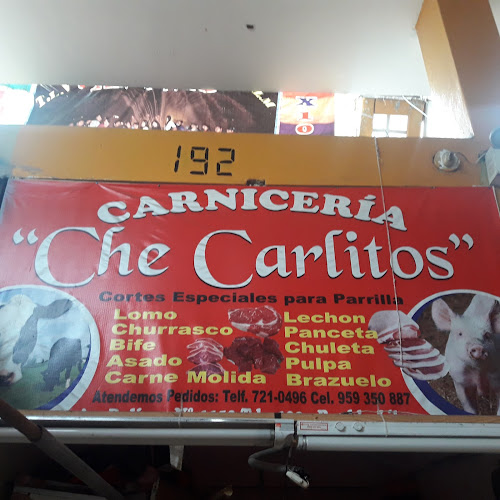 X10
192
CARNICERÍA
"Che Carlitos"
Cortes Especiales para Parrilla
Lomo
Churrasco
Bife
Asado
Carne Molida
Lechon
Panceta
Chuleta
Pulpa
Brazuelo
Atendemos Pedidos: Telf. 721-0496 Cel. 959 350 887